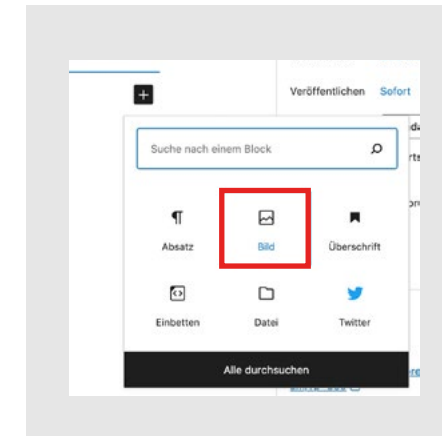 Veröffentlichen Sofort
Suche nach einem Block
Absatz Bild Überschrift
Einbetten Datei Twitter
Alle durchsuchen